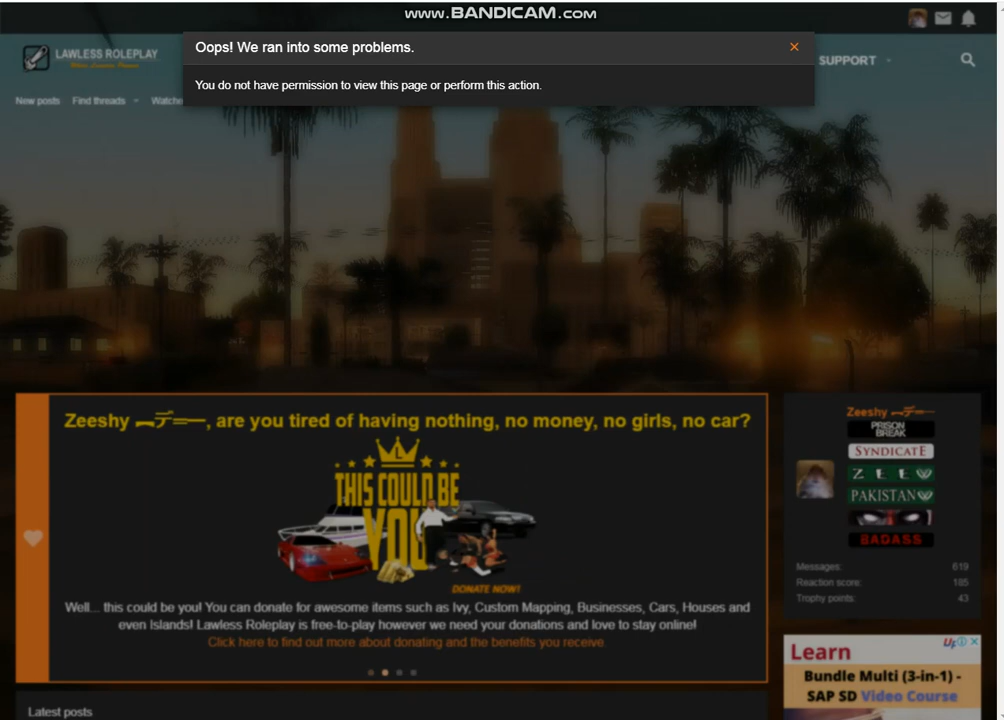 www.BANDICAM.com
LAWLESS ROLEPLAY
Oops! We ran into some problems.
You do not have permission to view this page or perform this action.
SUPPORT
New posts Find threads Watche
Zeeshy ︻デ═一, are you tired of having nothing, no money, no girls, no car?
L
THIS COULD BE
YOU
DONATE NOW!
Well... this could be you! You can donate for awesome items such as Ivy, Custom Mapping, Businesses, Cars, Houses and
even Islands! Lawless Roleplay is free-to-play however we need your donations and love to stay online!
Click here to find out more about donating and the benefits you receive.
Latest posts
Zeeshy ︻デ═一
PRISON
BREAK
SYNDICATE
ZEEW
PAKISTAN
BADASS
Messages: 619
Reaction score: 185
Trophy points: 43
Learn
Bundle Multi (3-in-1) -
SAP SD Video Course